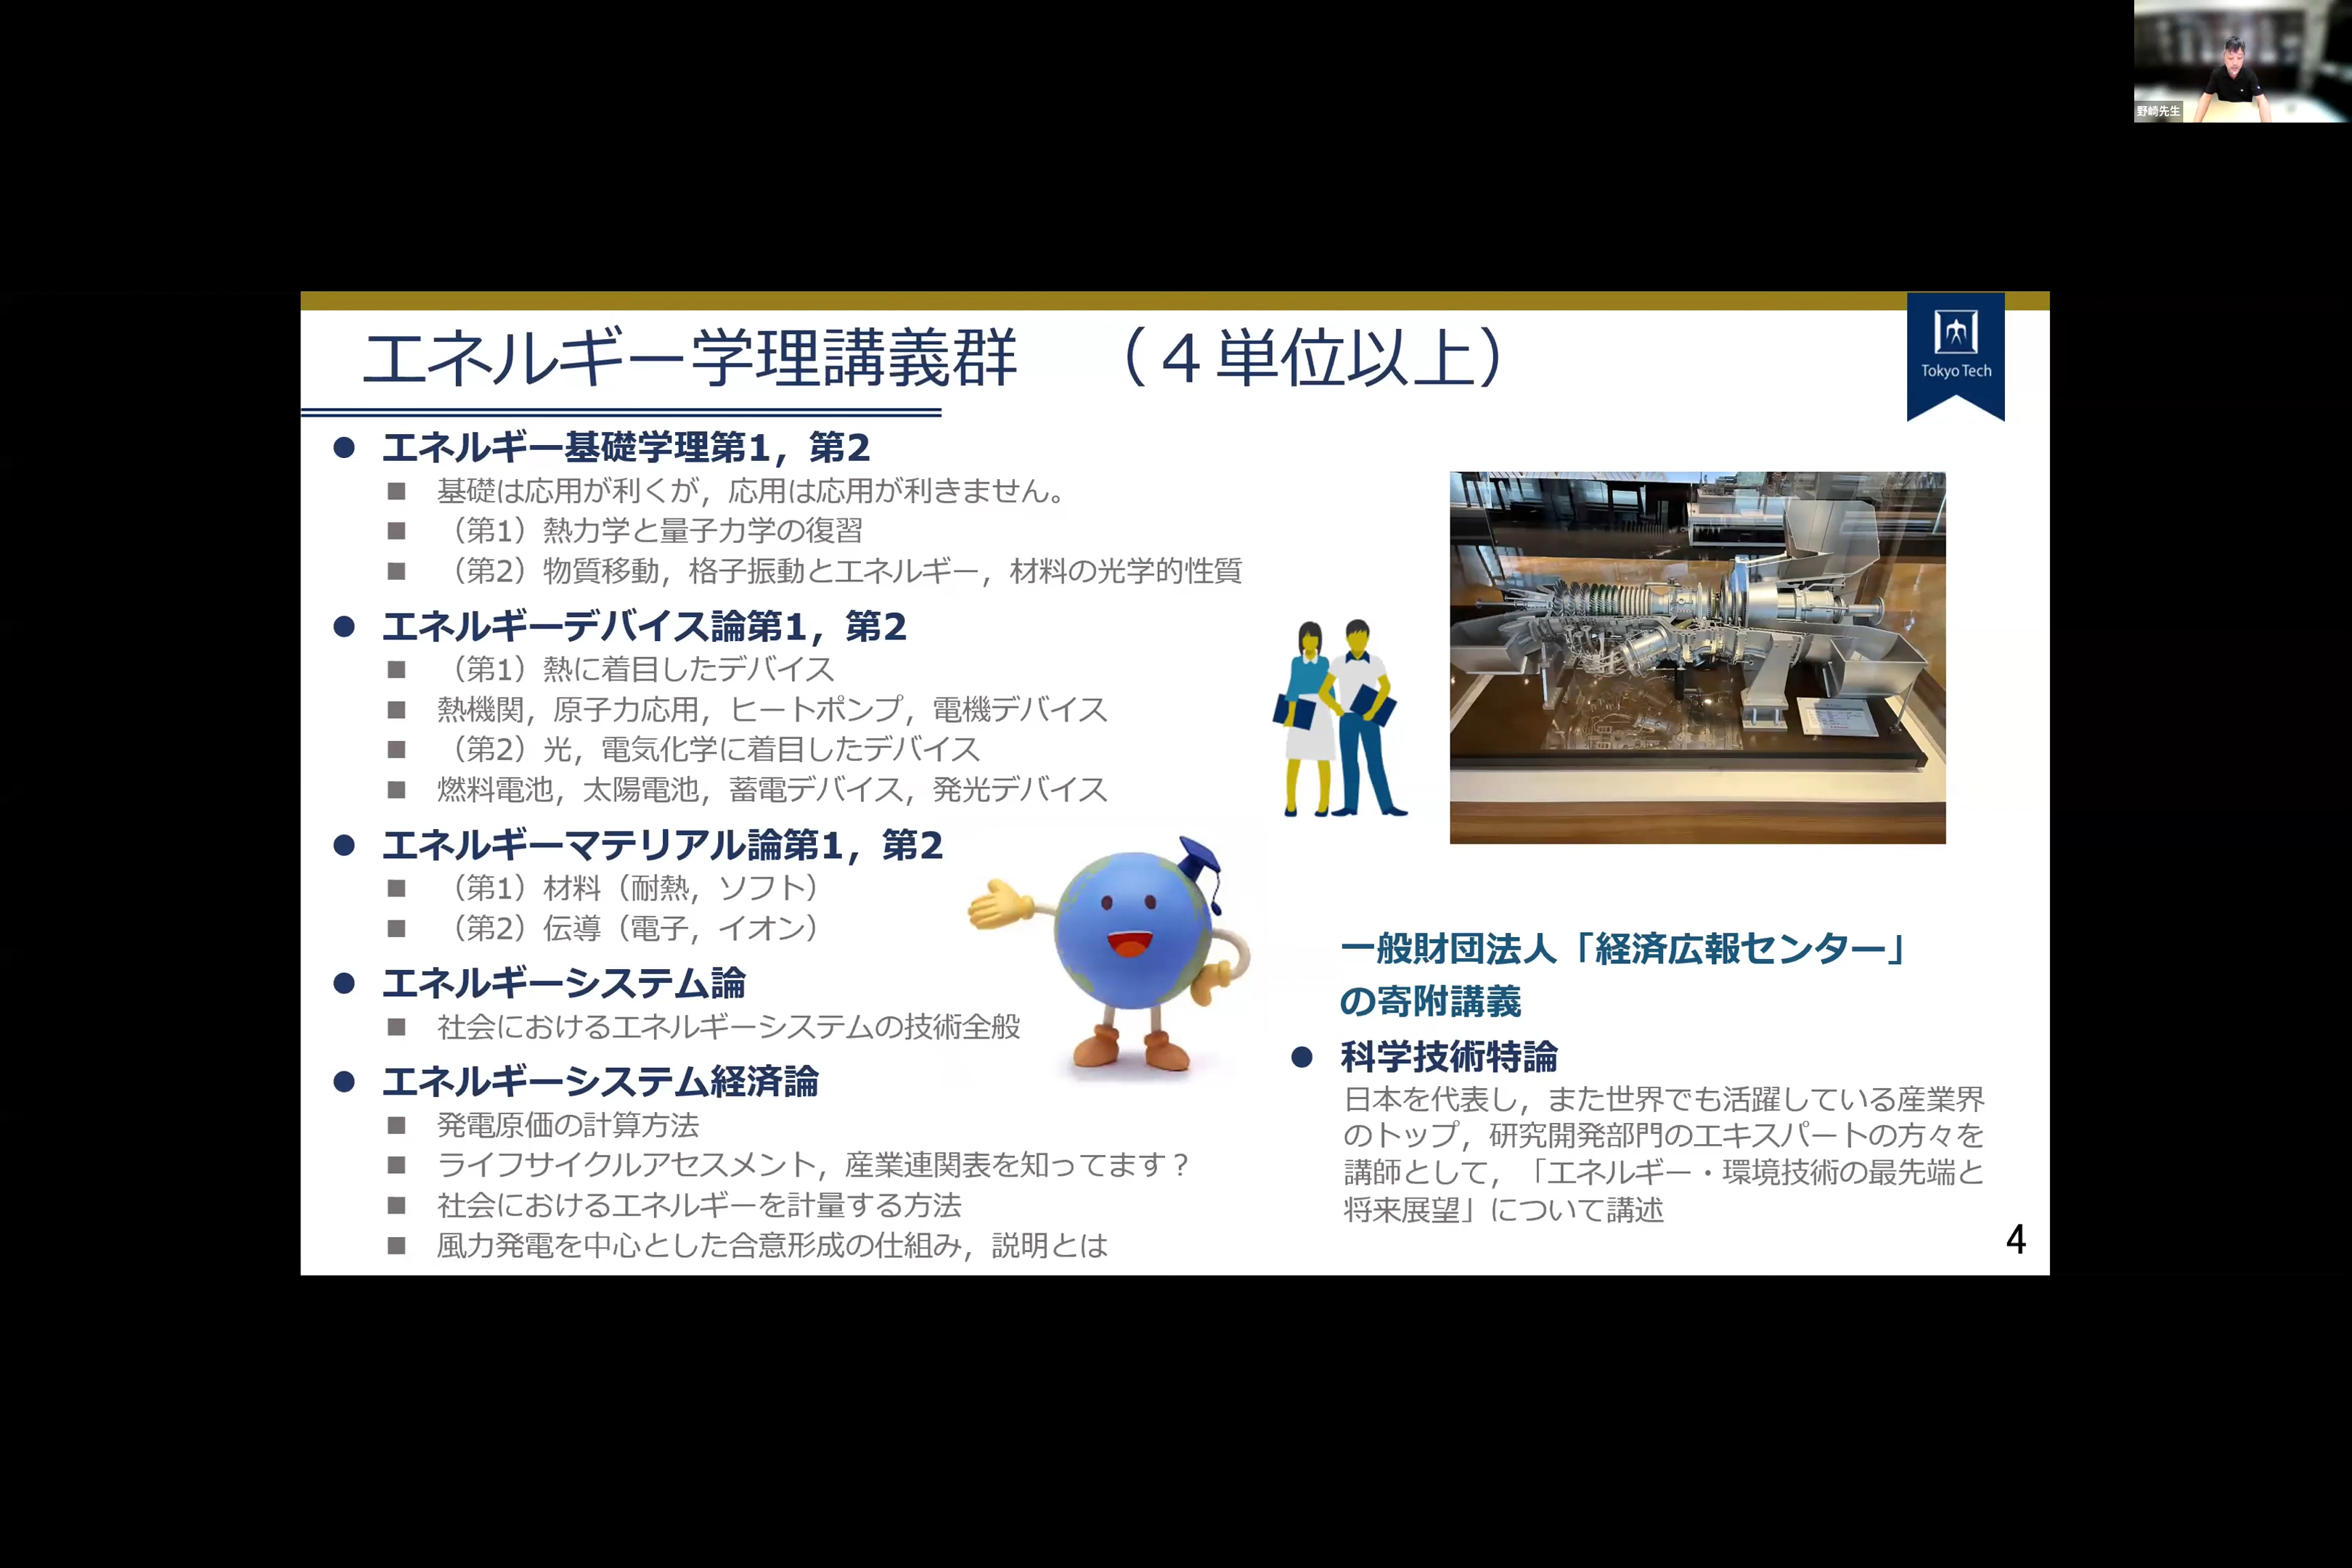 野崎先生
エネルギー学理講義群　（４単位以上）
Tokyo Tech
● エネルギー基礎学理第1，第2
■ 基礎は応用が利くが，応用は応用が利きません。
■ （第1）熱力学と量子力学の復習
■ （第2）物質移動，格子振動とエネルギー，材料の光学的性質
● エネルギーデバイス論第1，第2
■ （第1）熱に着目したデバイス
■ 熱機関，原子力応用，ヒートポンプ，電機デバイス
■ （第2）光，電気化学に着目したデバイス
■ 燃料電池，太陽電池，蓄電デバイス，発光デバイス
● エネルギーマテリアル論第1，第2
■ （第1）材料（耐熱，ソフト）
■ （第2）伝導（電子，イオン）
● エネルギーシステム論
■ 社会におけるエネルギーシステムの技術全般
● エネルギーシステム経済論
■ 発電原価の計算方法
■ ライフサイクルアセスメント，産業連関表を知ってます？
■ 社会におけるエネルギーを計量する方法
■ 風力発電を中心とした合意形成の仕組み，説明とは
一般財団法人「経済広報センター」
の寄附講義
● 科学技術特論
日本を代表し，また世界でも活躍している産業界
のトップ，研究開発部門のエキスパートの方々を
講師として，「エネルギー・環境技術の最先端と
将来展望」について講述
4